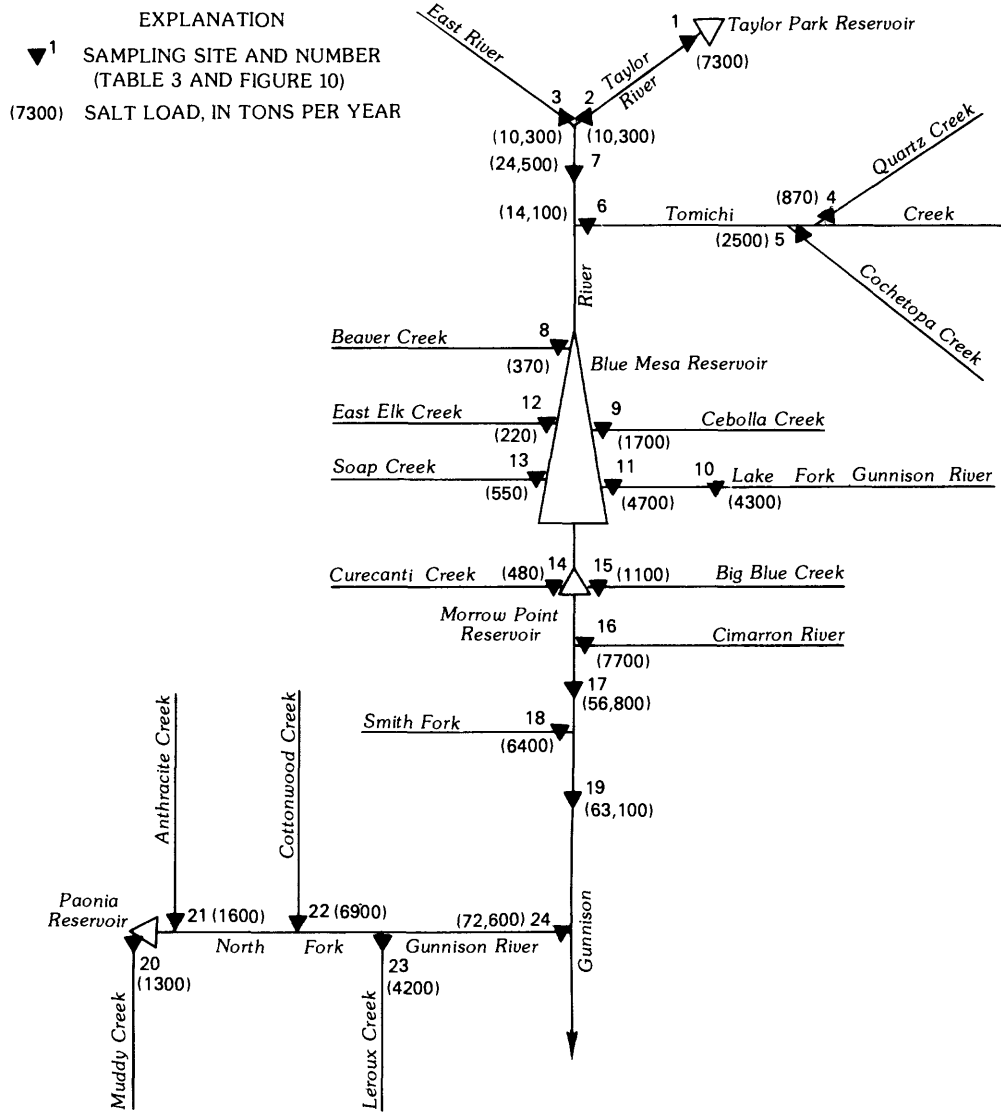 EXPLANATION
1 SAMPLING SITE AND NUMBER
(TABLE 3 AND FIGURE 10)
(7300) SALT LOAD, IN TONS PER YEAR
East River
1
Taylor Park Reservoir
(7300)
Taylor
River
3
2
(10,300)
(10,300)
(24,500)
7
Quartz Creek
(870) 4
(14,100)
6
Tomichi
Creek
(2500) 5
Cochetopa Creek
River
Beaver Creek
8
(370)
Blue Mesa Reservoir
East Elk Creek
12
(220)
9
Cebolla Creek
(1700)
Soap Creek
13
(550)
11
(4700)
10
Lake Fork Gunnison River
(4300)
Curecanti Creek
(480)
14
15
(1100)
Big Blue Creek
Morrow Point
Reservoir
16
Cimarron River
(7700)
17
(56,800)
Smith Fork
18
(6400)
19
(63,100)
Anthracite Creek
Cottonwood Creek
Paonia
Reservoir
21 (1600)
22 (6900)
(72,600) 24
North
Fork
Gunnison River
Gunnison
20
(1300)
23
(4200)
Muddy Creek
Leroux Creek